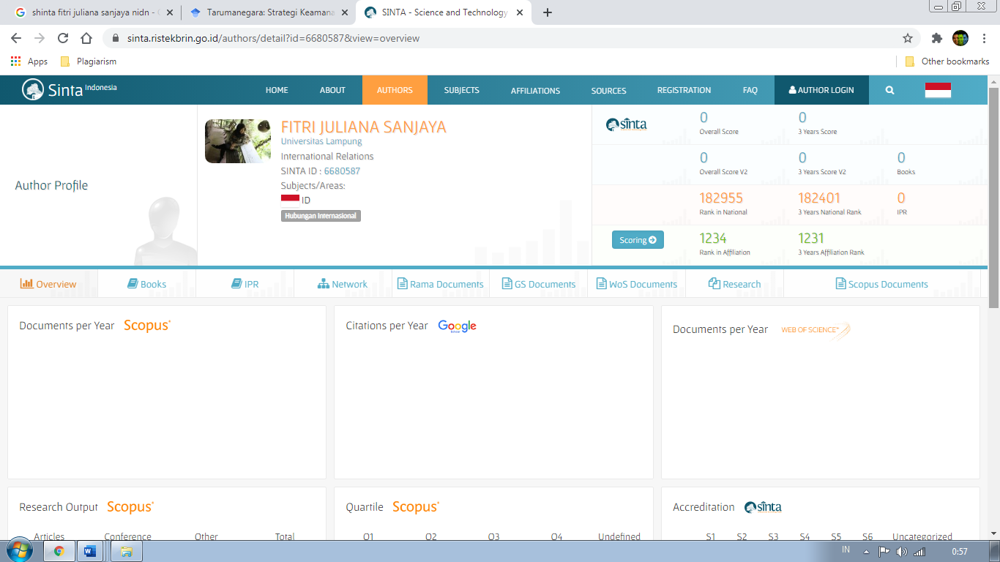 shinta fitri juliana sanjaya nidn -
Tarumanegara: Strategi Keamana
SINTA - Science and Technology
sinta.ristekbrin.go.id/authors/detail?id=6680587&view=overview
Apps
Plagiarism
Other bookmarks
Sinta Indonesia
HOME
ABOUT
AUTHORS
SUBJECTS
AFFILIATIONS
SOURCES
REGISTRATION
FAQ
AUTHOR LOGIN
Author Profile
FITRI JULIANA SANJAYA
Universitas Lampung
International Relations
SINTA ID : 6680587
Subjects/Areas:
ID
Hubungan Internasional
sinta
0 0
Overall Score 3 Years Score
0 0 0
Overall Score V2 3 Years Score V2 Books
182955 182401 0
Rank in National 3 Years National Rank IPR
Scoring
1234 1231
Rank in Affiliation 3 Years Affiliation Rank
Overview
Books
IPR
Network
Rama Documents
GS Documents
WoS Documents
Research
Scopus Documents
Documents per Year Scopus
Citations per Year Google
Documents per Year WEB OF SCIENCE
Research Output Scopus
Articles Conference Other Total
Quartile Scopus
Q1 Q2 Q3 Q4 Undefined
Accreditation sinta
S1 S2 S3 S4 S5 S6 Uncategorized
IN
0:57